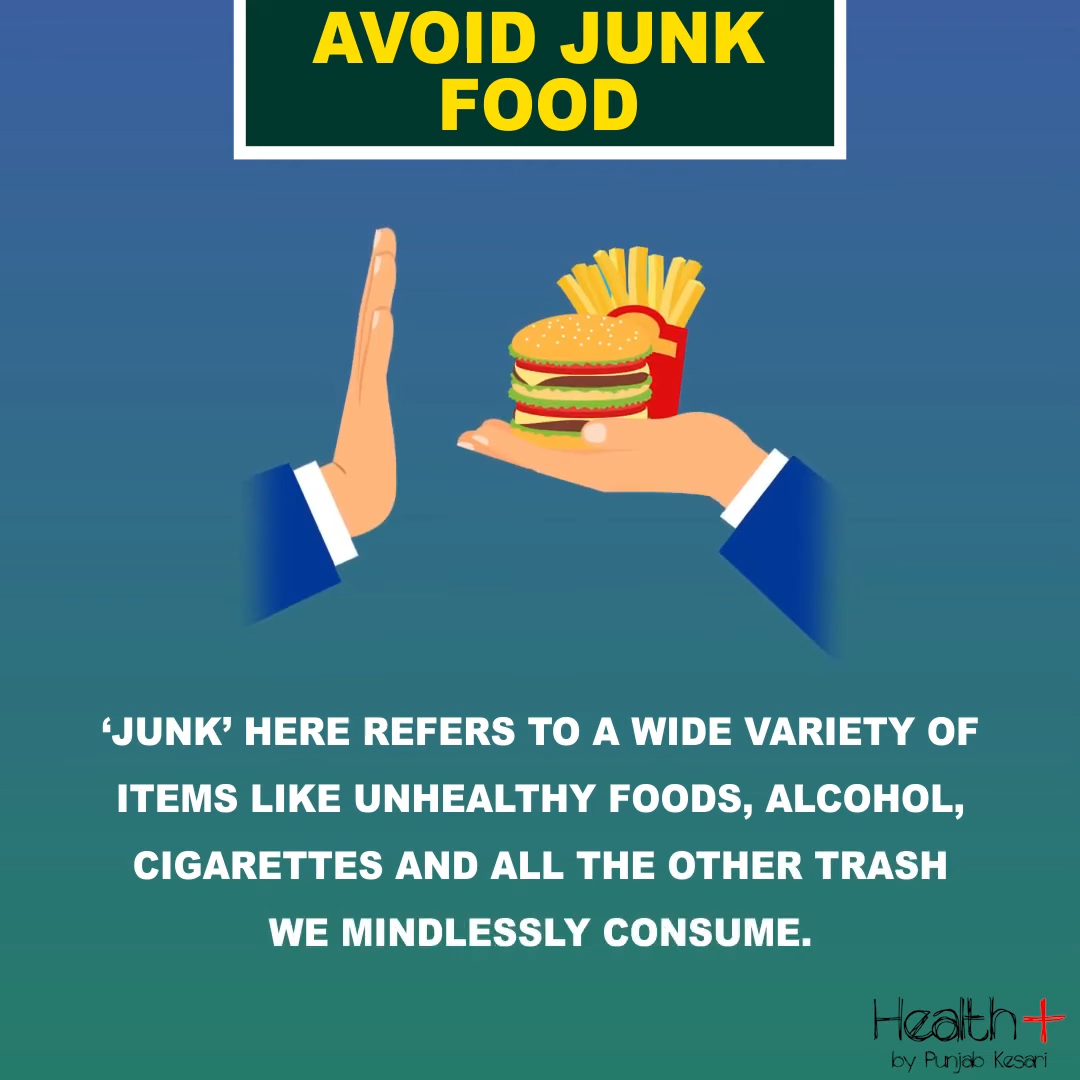 AVOID JUNK
FOOD
‘JUNK’ HERE REFERS TO A WIDE VARIETY OF
ITEMS LIKE UNHEALTHY FOODS, ALCOHOL,
CIGARETTES AND ALL THE OTHER TRASH
WE MINDLESSLY CONSUME.
Health+
by Punjab Kesari